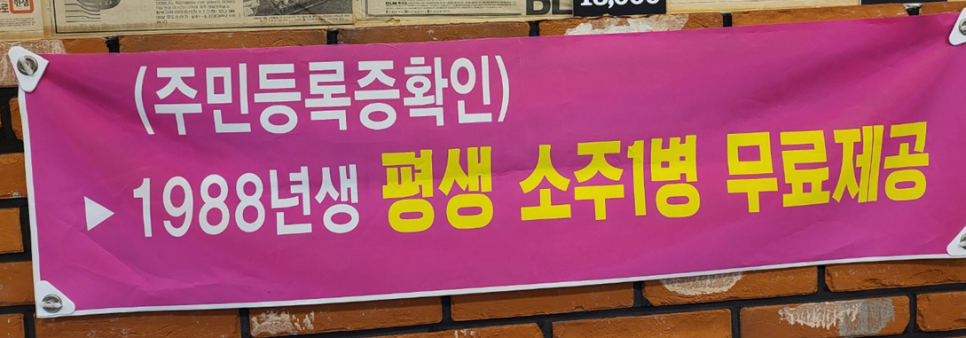 (주민등록증확인)
▶ 1988년생 평생 소주1병 무료제공